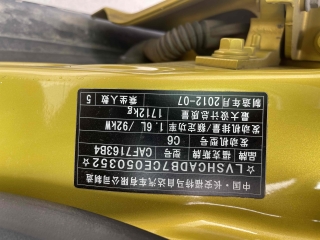 中国·长安福特马自达汽车有限公司制造
☆LVSHCADB7CE050352☆
品牌 福克斯牌 型号 CAF7163B4
发动机型号 C6
发动机排量/额定功率 1.6L /92kW
最大设计总质量 1712kg
制造年月 2012-07 乘坐人数 5